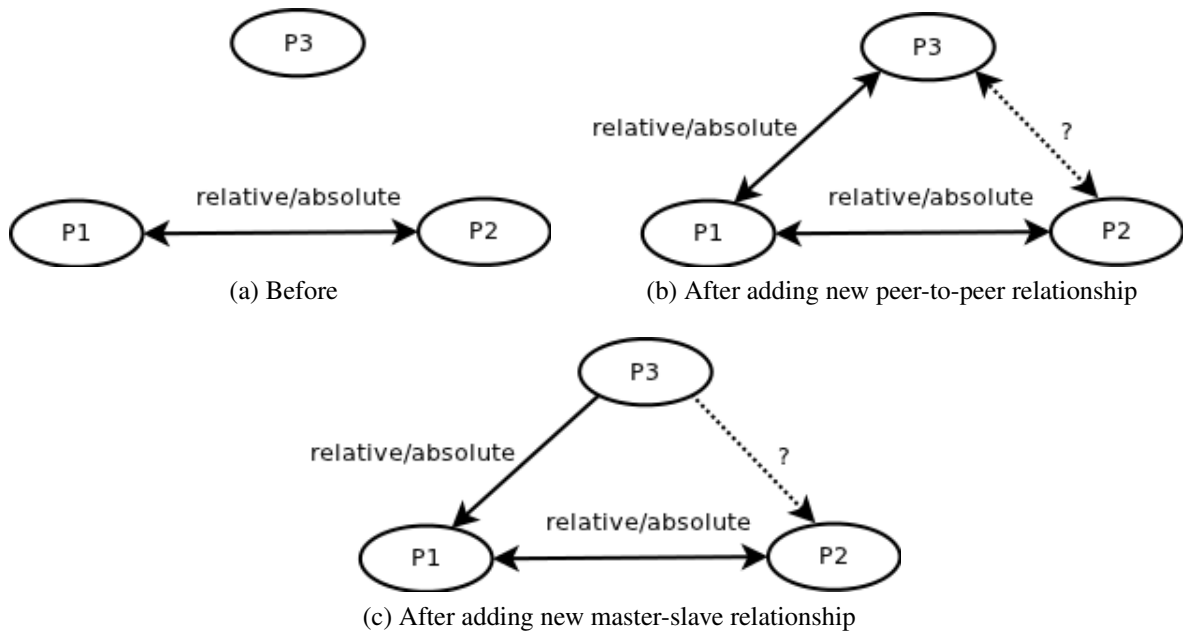 P3
relative/absolute
P1
P2
(a) Before
P3
relative/absolute
?
relative/absolute
P1
P2
(b) After adding new peer-to-peer relationship
P3
relative/absolute
?
relative/absolute
P1
P2
(c) After adding new master-slave relationship